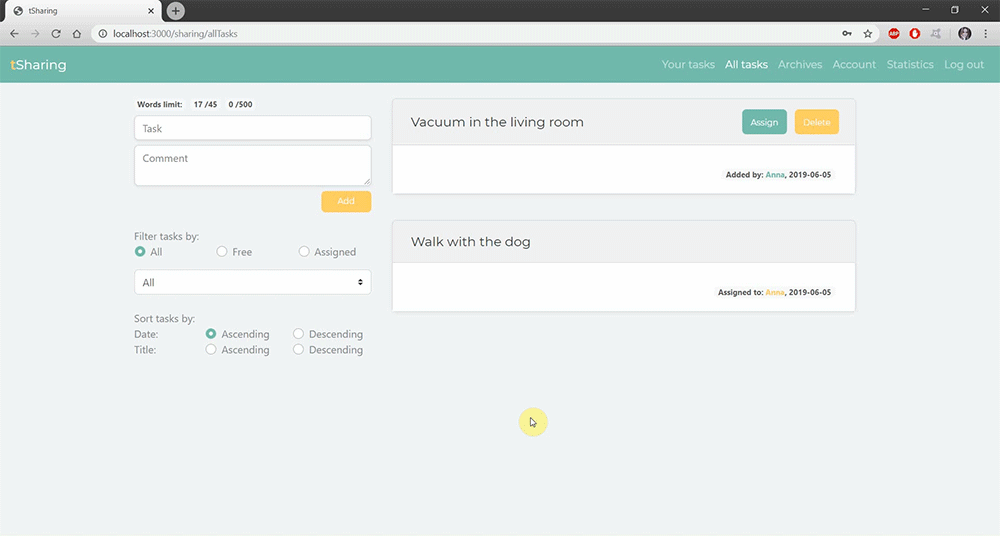 tSharing
localhost:3000/sharing/allTasks
ABP
tSharing
Your tasks All tasks Archives Account Statistics Log out
Words limit: 17 /45 0 /500
Task
Comment
Add
Filter tasks by:
All Free Assigned
All
Sort tasks by:
Date: Ascending Descending
Title: Ascending Descending
Vacuum in the living room
Assign Delete
Added by: Anna, 2019-06-05
Walk with the dog
Assigned to: Anna, 2019-06-05